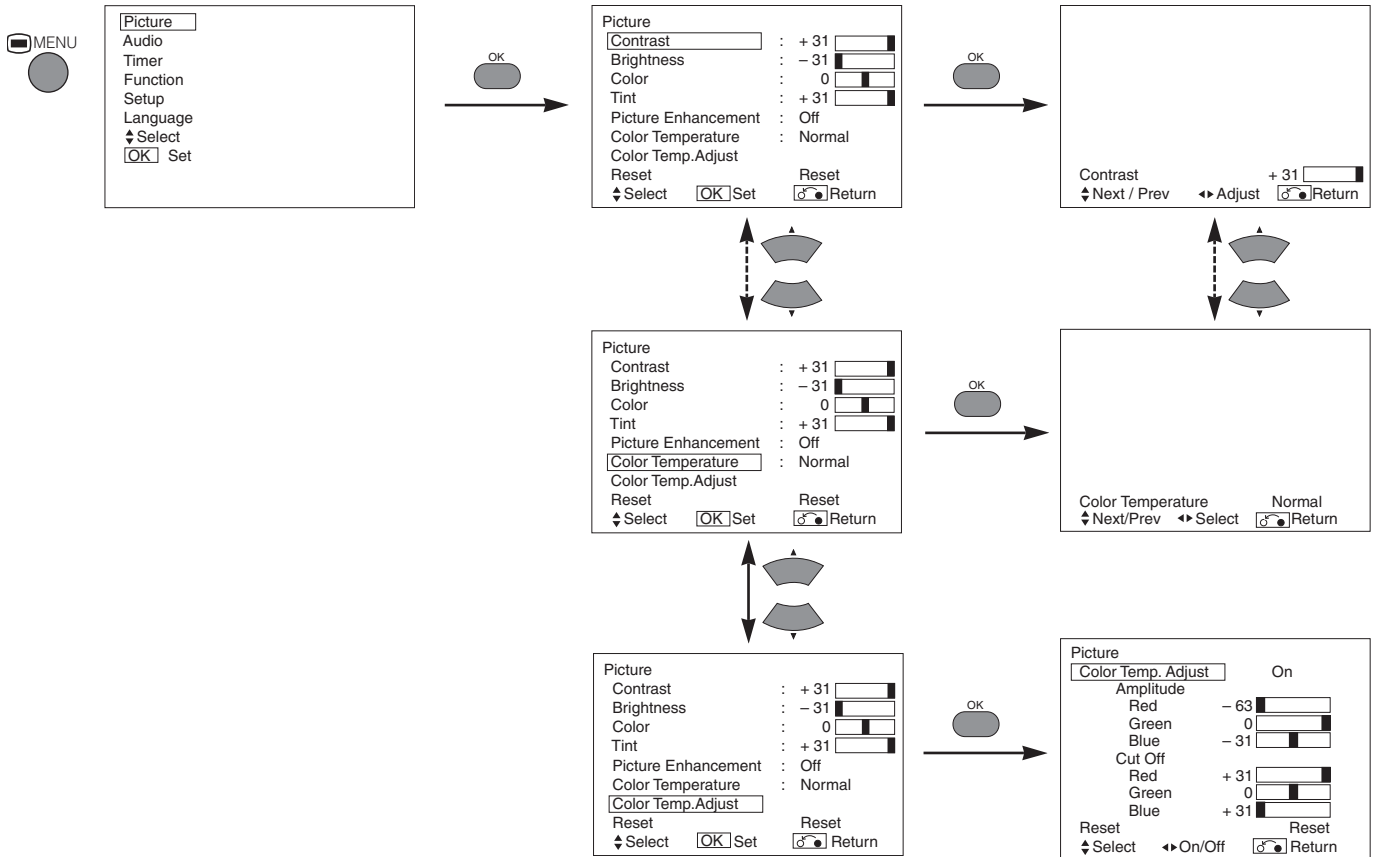 MENU
Picture
Audio
Timer
Function
Setup
Language
Select
OK Set
OK
Picture
Contrast : + 31
Brightness : – 31
Color : 0
Tint : + 31
Picture Enhancement : Off
Color Temperature : Normal
Color Temp.Adjust
Reset Reset
Select OK Set Return
OK
Contrast + 31
Next / Prev Adjust Return
Picture
Contrast : + 31
Brightness : – 31
Color : 0
Tint : + 31
Picture Enhancement : Off
Color Temperature : Normal
Color Temp.Adjust
Reset Reset
Select OK Set Return
OK
Color Temperature Normal
Next/Prev Select Return
Picture
Contrast : + 31
Brightness : – 31
Color : 0
Tint : + 31
Picture Enhancement : Off
Color Temperature : Normal
Color Temp.Adjust
Reset Reset
Select OK Set Return
OK
Picture
Color Temp. Adjust On
Amplitude
Red – 63
Green 0
Blue – 31
Cut Off
Red + 31
Green 0
Blue + 31
Reset Reset
Select On/Off Return